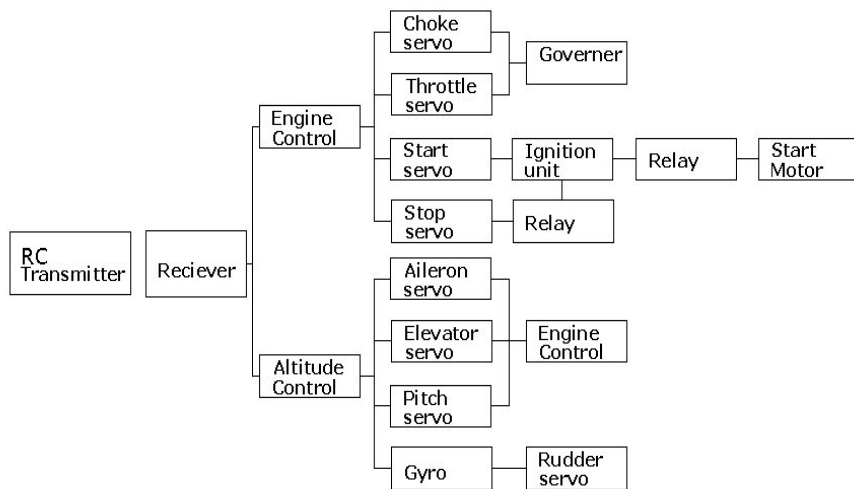 Choke
servo
Governer
Throttle
servo
Engine
Control
Start
servo
Ignition
unit
Relay
Start
Motor
Stop
servo
Relay
RC
Transmitter
Reciever
Aileron
servo
Elevator
servo
Engine
Control
Altitude
Control
Pitch
servo
Gyro
Rudder
servo